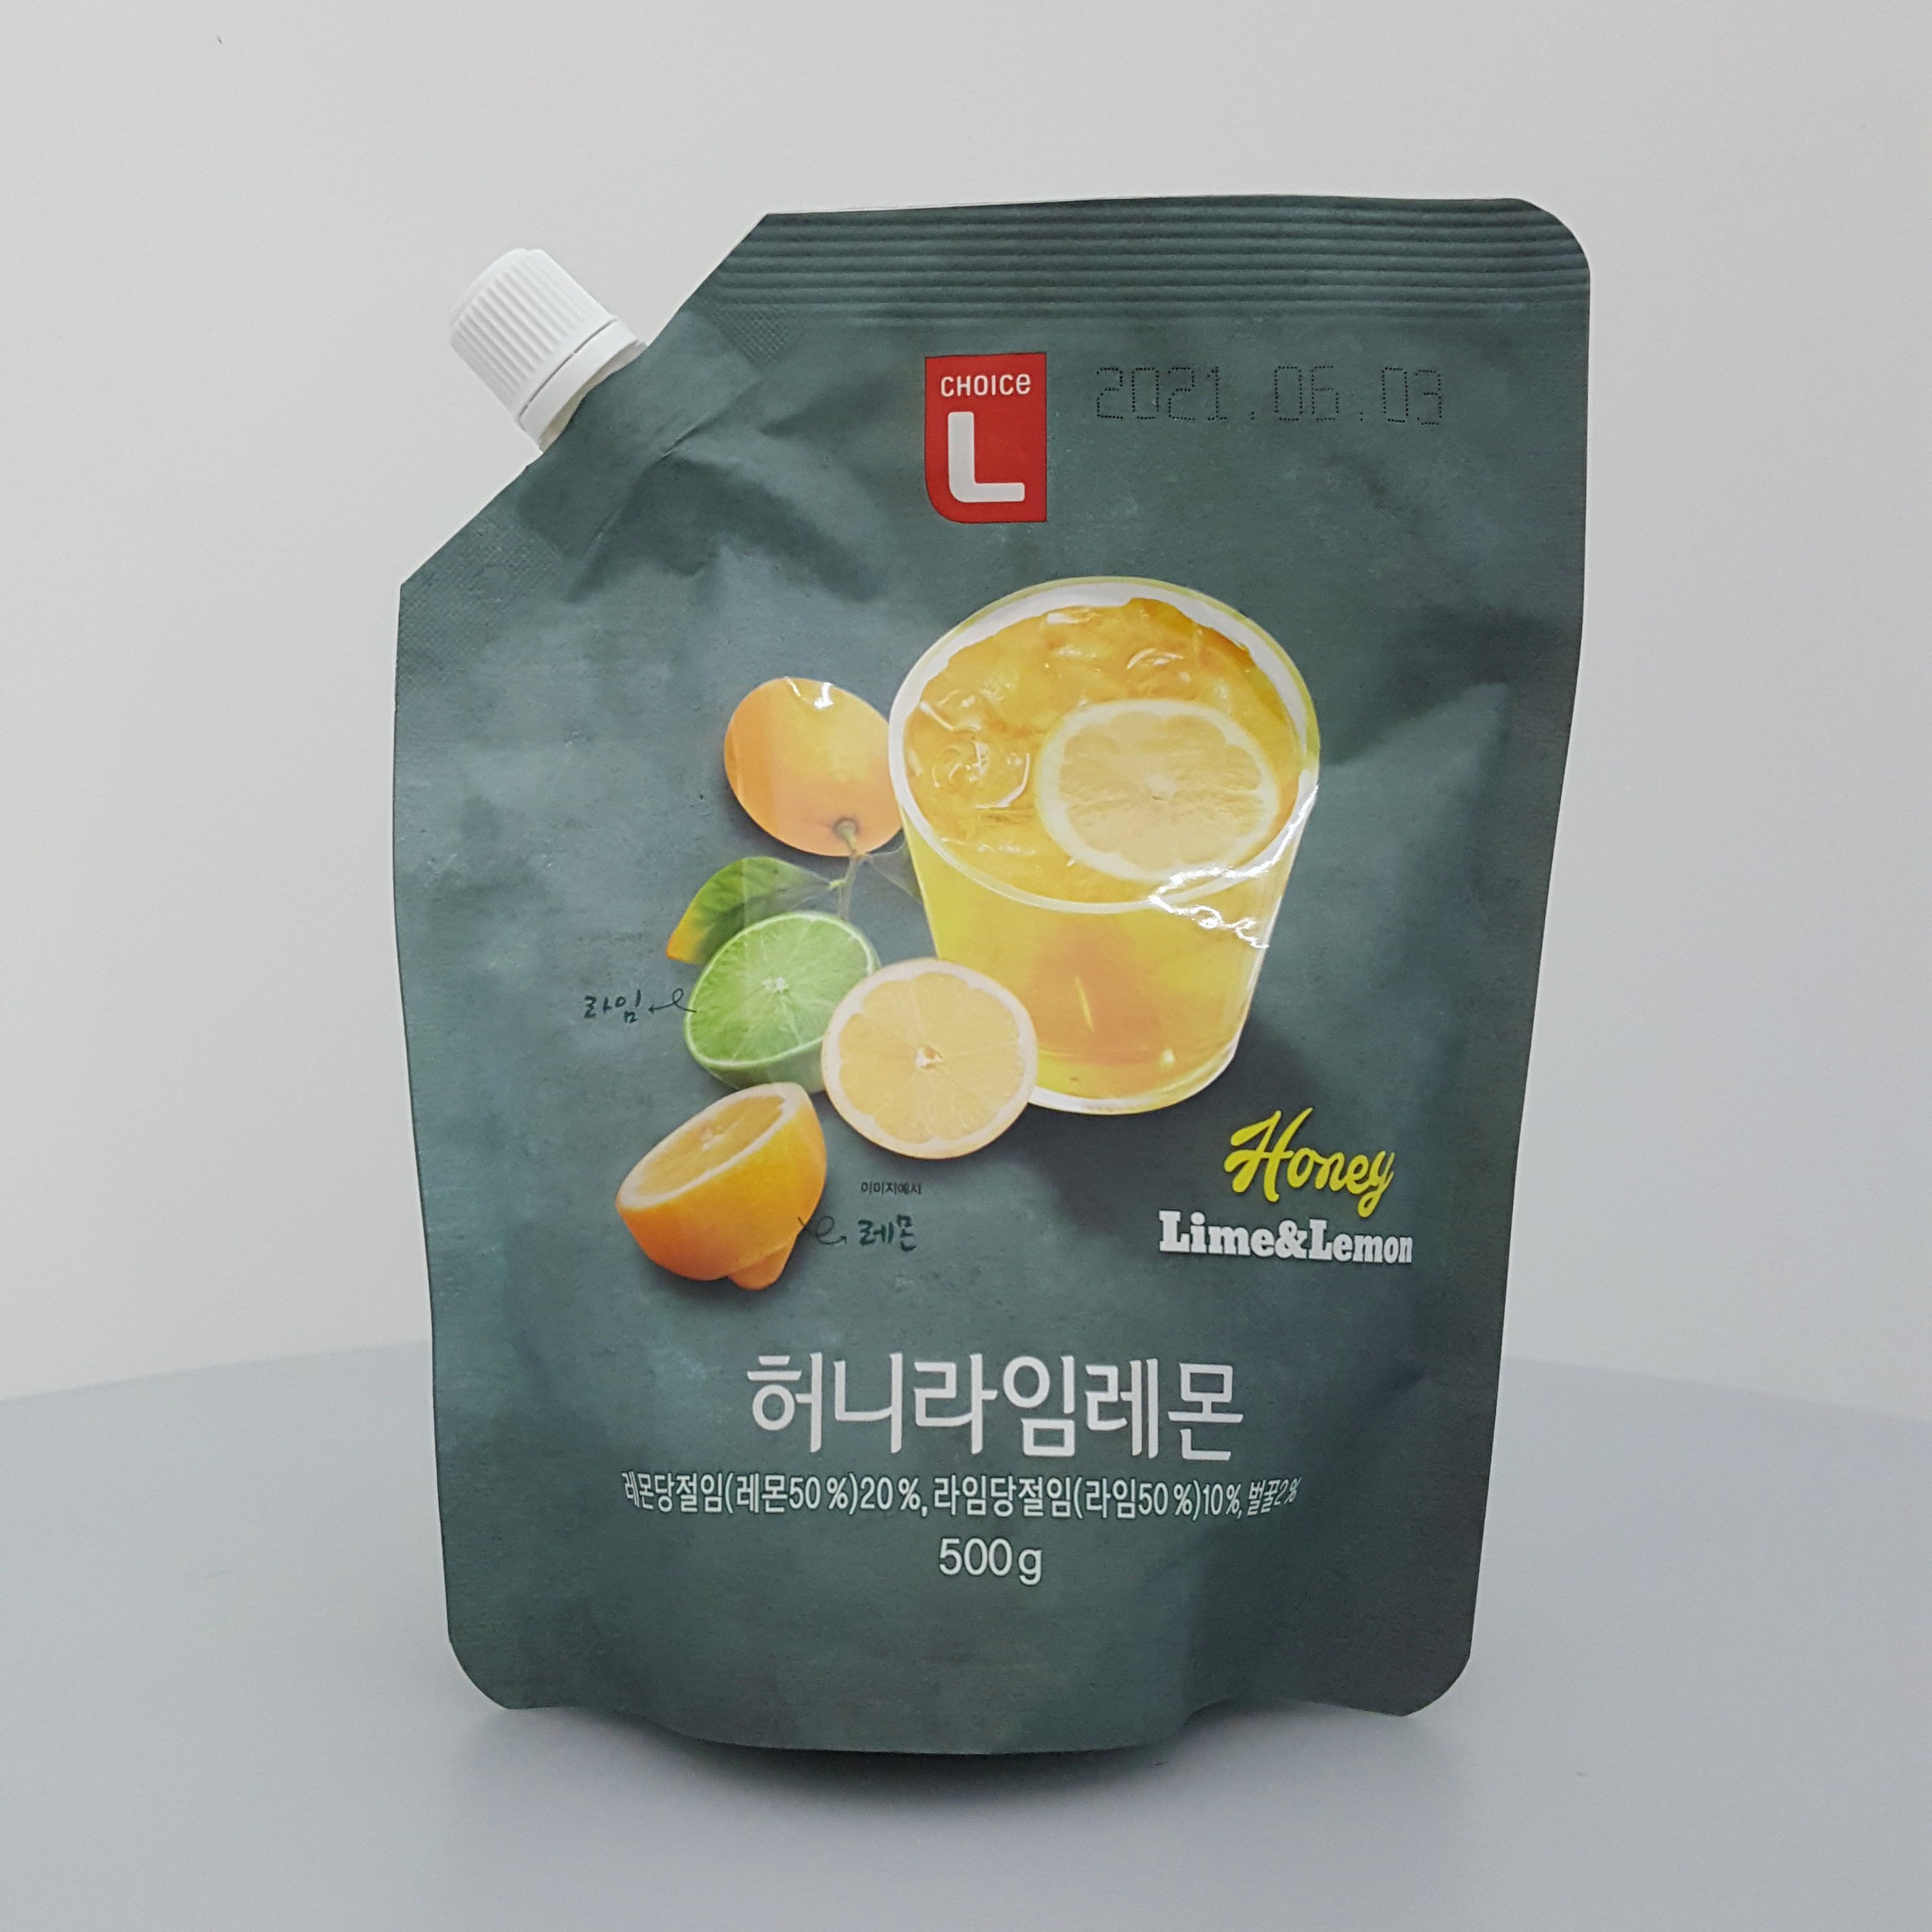 CHOICe
L
2021.06.03
라임
이미지예시
레몬
Honey
Lime&Lemon
허니라임레몬
레몬당절임(레몬50%)20%, 라임당절임(라임50%)10%, 벌꿀2%
500g